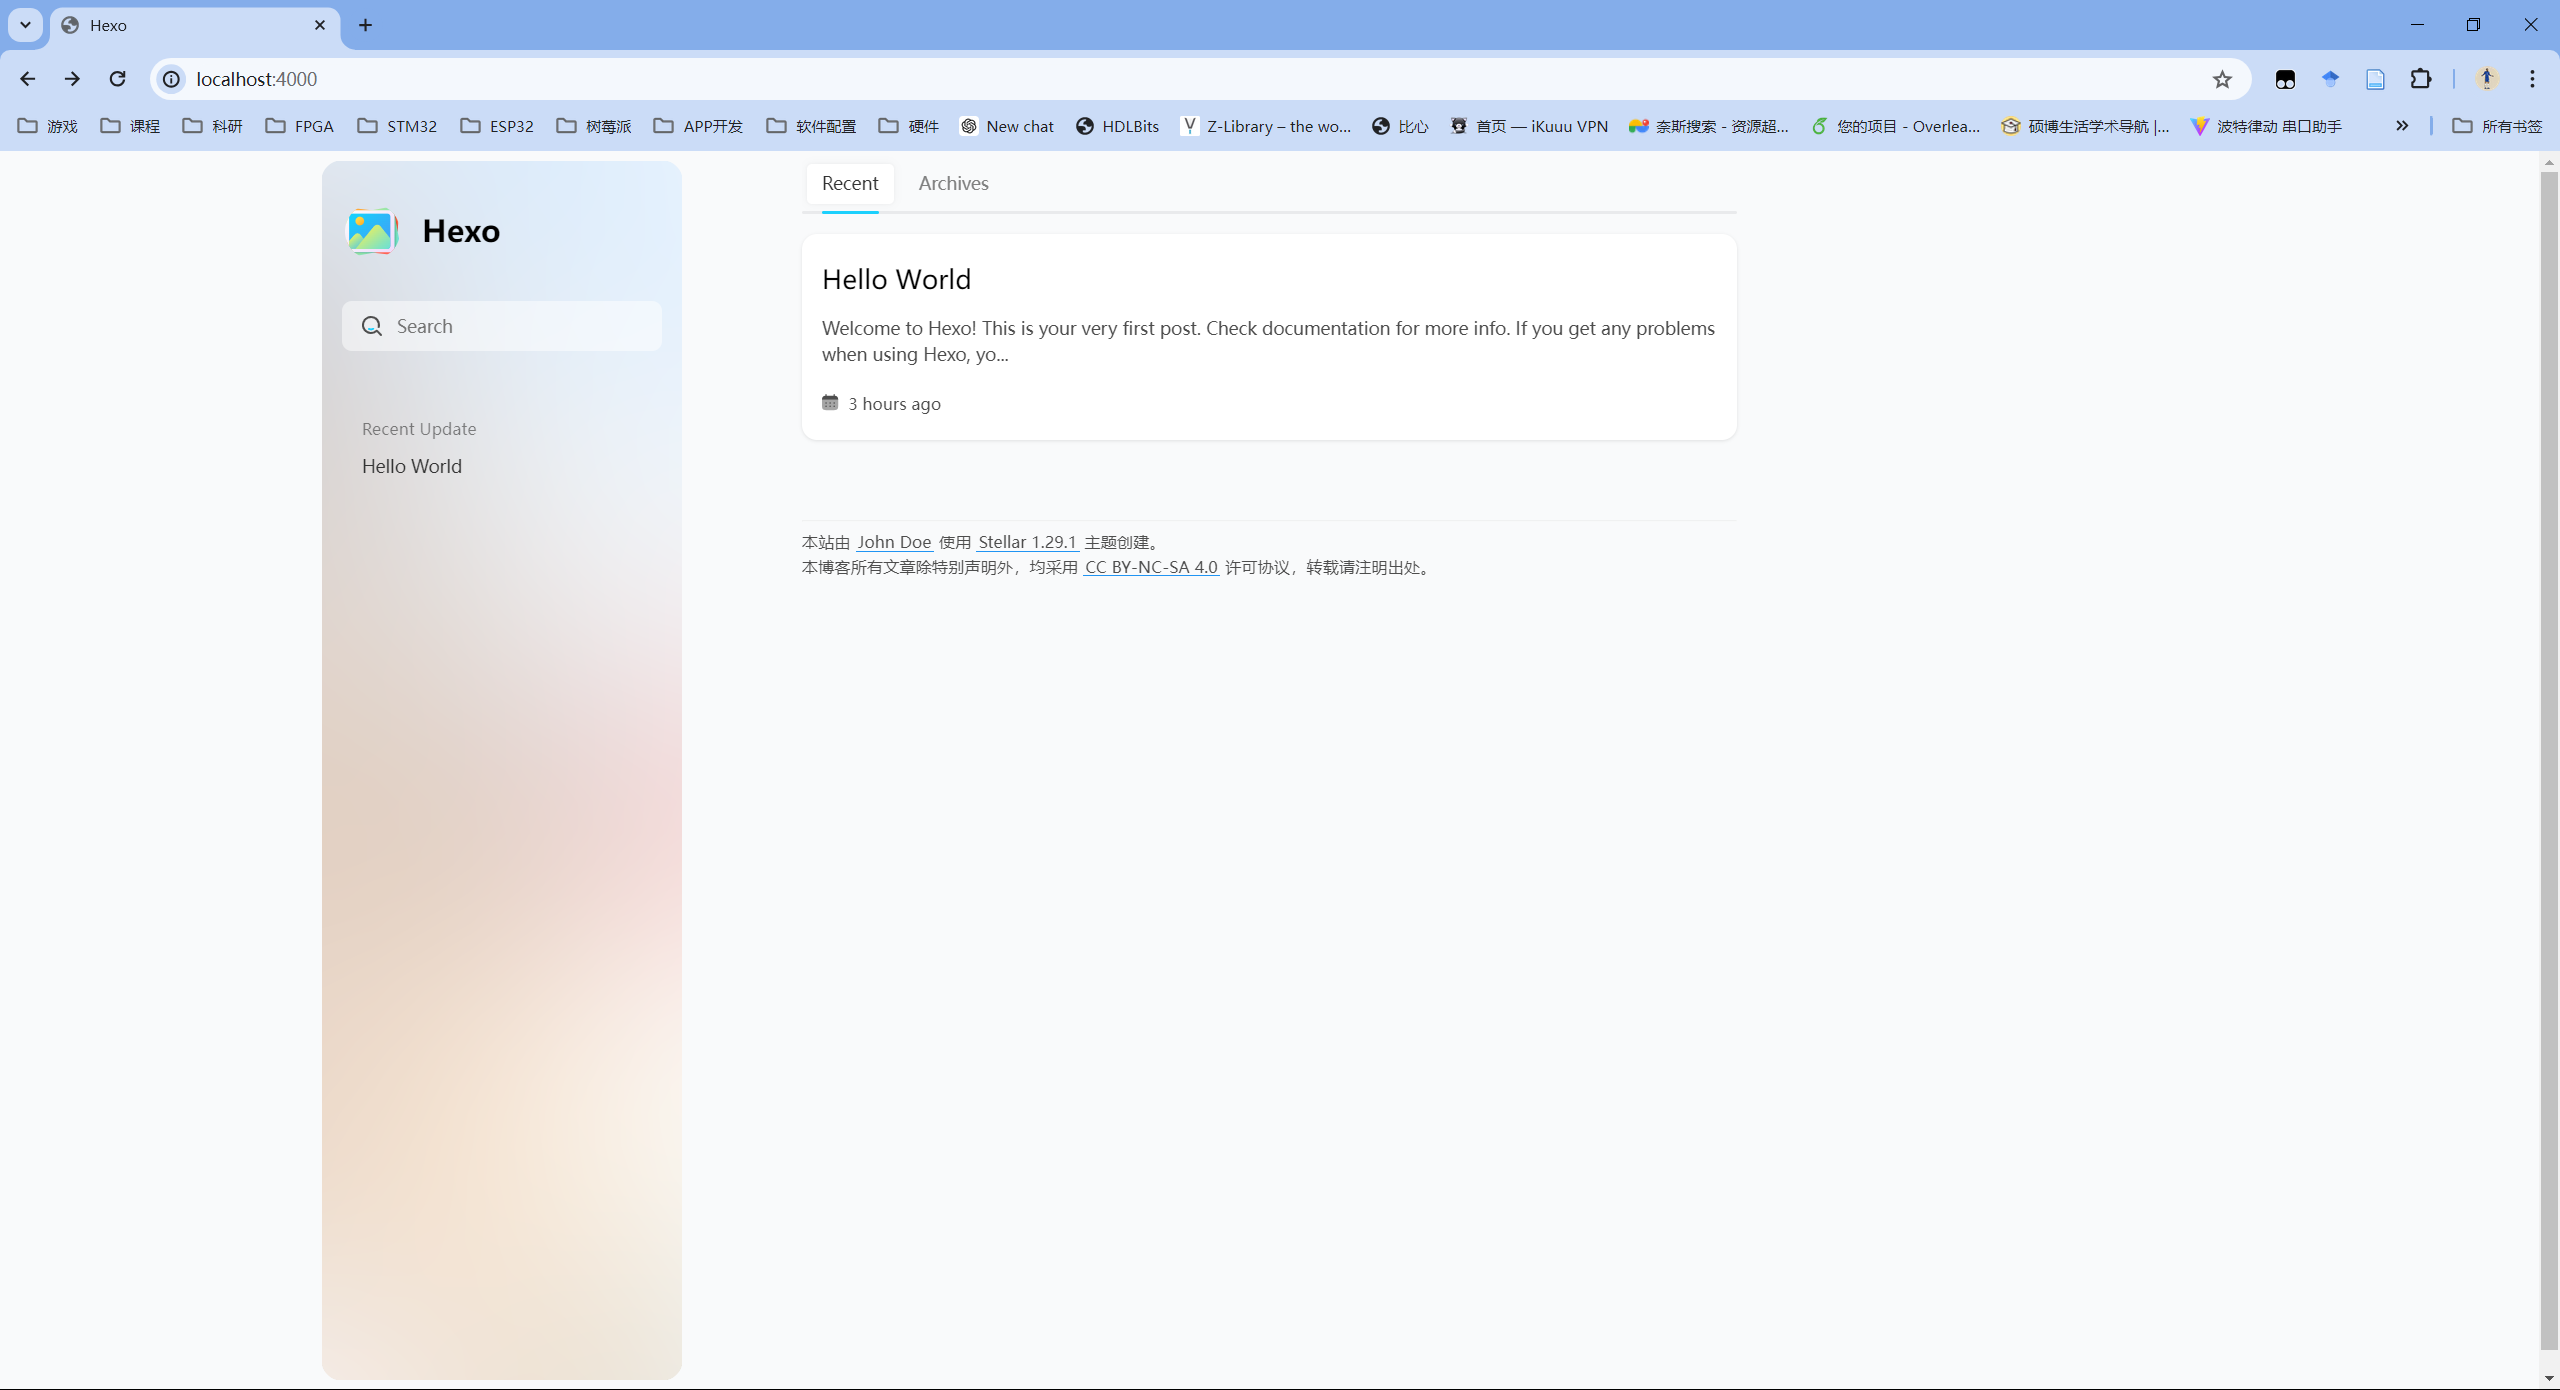 Hexo
localhost:4000
游戏 课程 科研 FPGA STM32 ESP32 树莓派 APP开发 软件配置 硬件 New chat HDLBits Z-Library – the wo... 比心 首页 — iKuuu VPN 奈斯搜索 - 资源超... 您的项目 - Overlea... 硕博生活学术导航 |... 波特律动 串口助手 所有书签
Hexo
Search
Recent Update
Hello World
Recent Archives
Hello World
Welcome to Hexo! This is your very first post. Check documentation for more info. If you get any problems
when using Hexo, yo...
3 hours ago
本站由 John Doe 使用 Stellar 1.29.1 主题创建。
本博客所有文章除特别声明外，均采用 CC BY-NC-SA 4.0 许可协议，转载请注明出处。